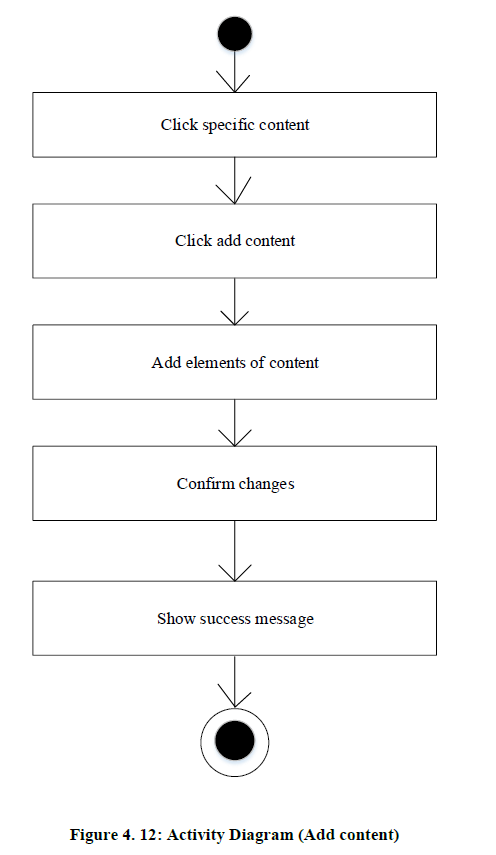 Click specific content
Click add content
Add elements of content
Confirm changes
Show success message
Figure 4. 12: Activity Diagram (Add content)